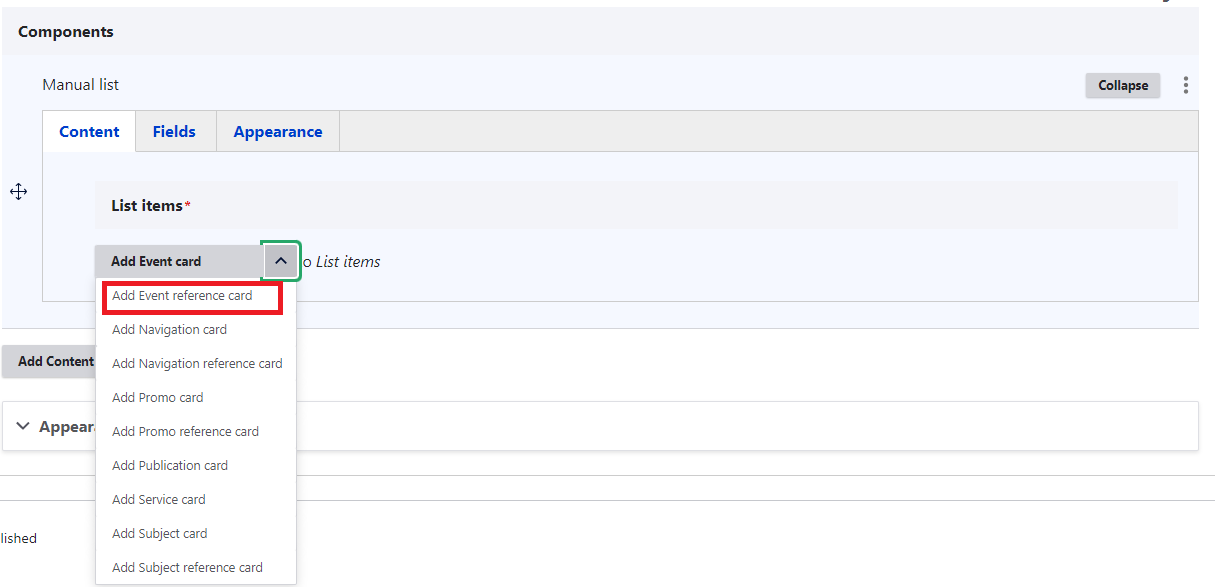 Components
Manual list
Collapse
Content Fields Appearance
List items*
Add Event card
List items
Add Event reference card
Add Navigation card
Add Navigation reference card
Add Promo card
Add Promo reference card
Add Publication card
Add Service card
Add Subject card
Add Subject reference card
Add Content
Appear
lished